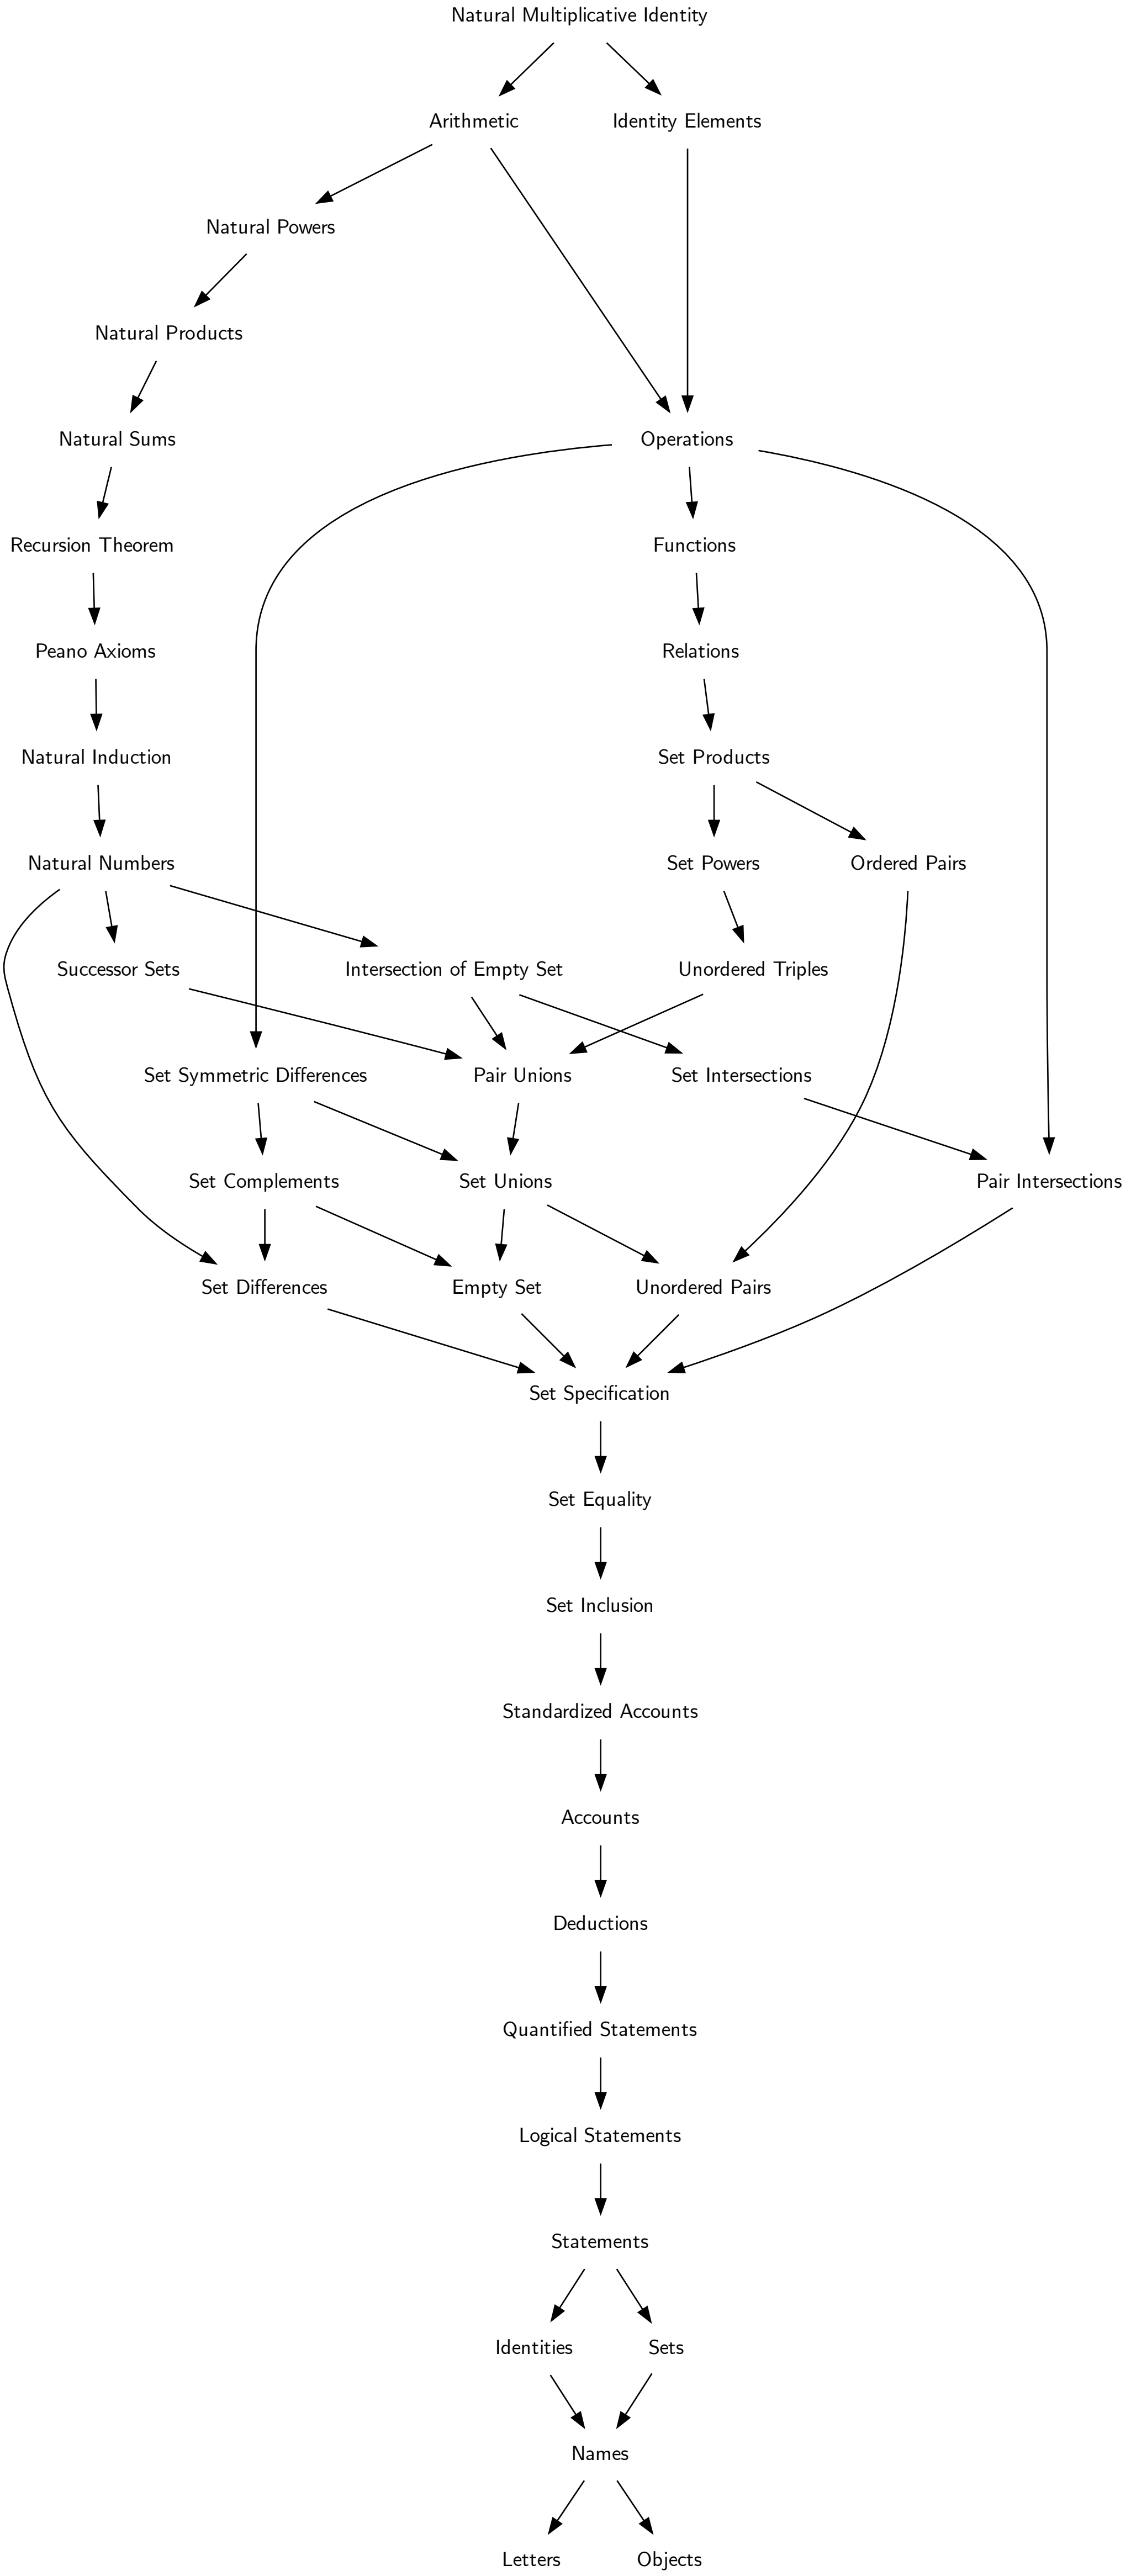 Natural Multiplicative Identity
Arithmetic
Identity Elements
Natural Powers
Natural Products
Natural Sums
Operations
Recursion Theorem
Functions
Peano Axioms
Relations
Natural Induction
Set Products
Natural Numbers
Set Powers
Ordered Pairs
Successor Sets
Intersection of Empty Set
Unordered Triples
Set Symmetric Differences
Pair Unions
Set Intersections
Set Complements
Set Unions
Pair Intersections
Set Differences
Empty Set
Unordered Pairs
Set Specification
Set Equality
Set Inclusion
Standardized Accounts
Accounts
Deductions
Quantified Statements
Logical Statements
Statements
Identities
Sets
Names
Letters
Objects